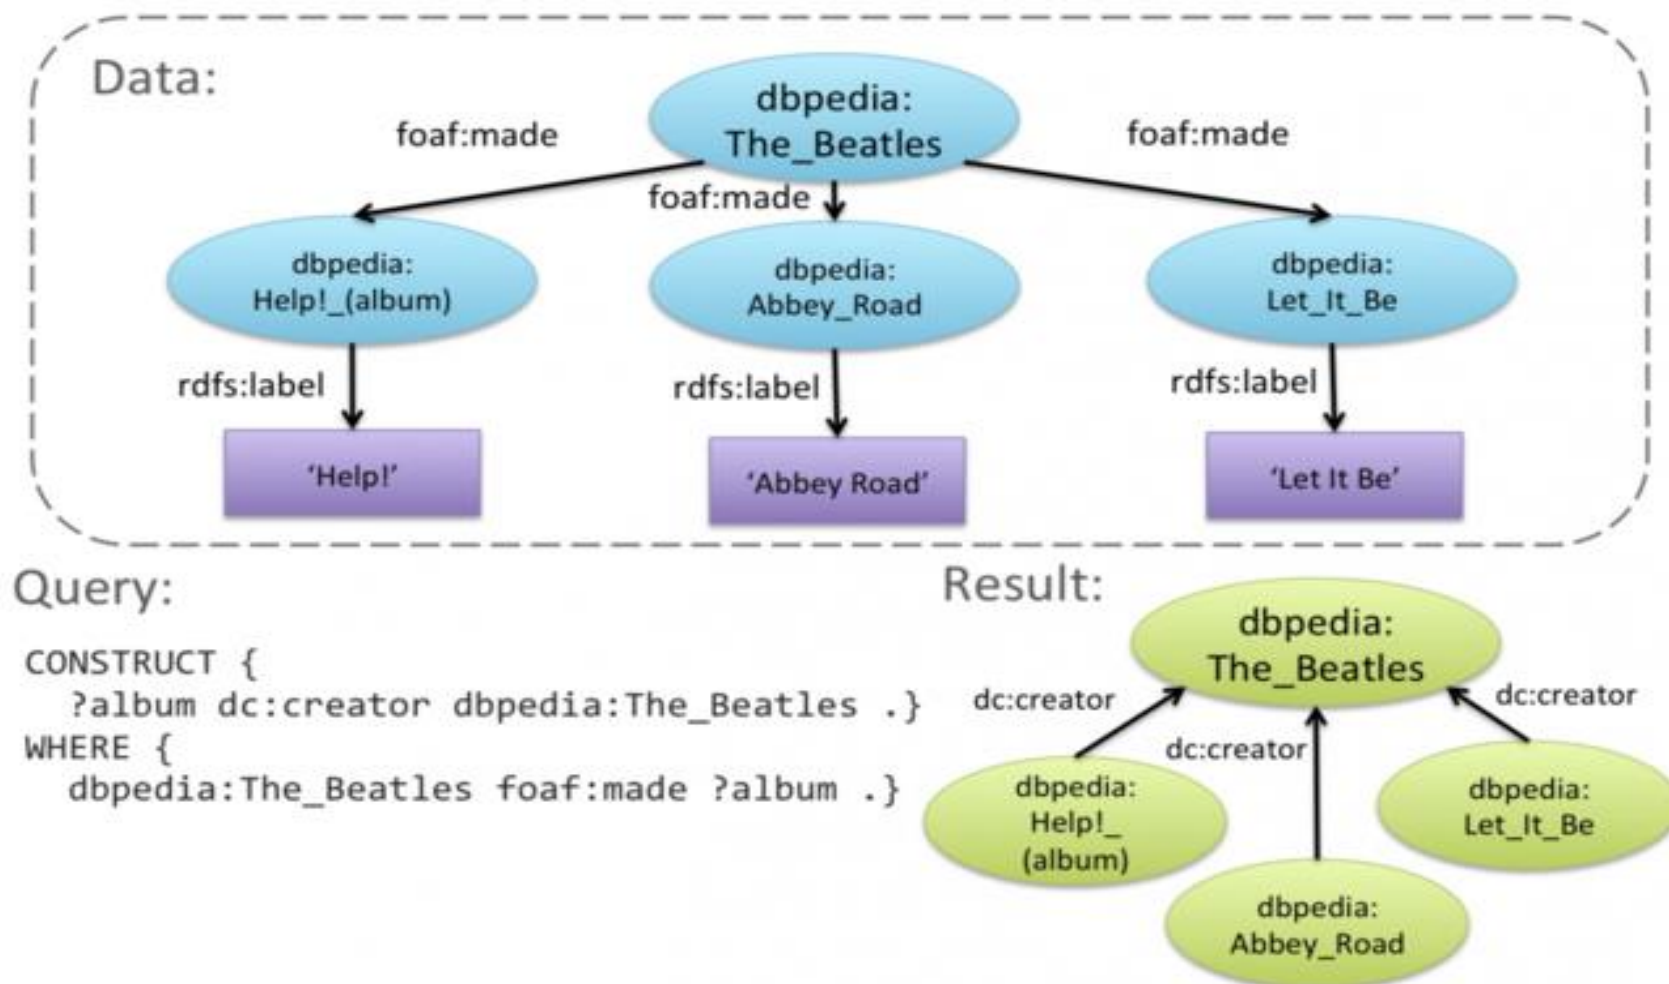 Data:
dbpedia:
The_Beatles
foaf:made
foaf:made
foaf:made
dbpedia:
Help!_(album)
dbpedia:
Abbey_Road
dbpedia:
Let_It_Be
rdfs:label
rdfs:label
rdfs:label
‘Help!’
‘Abbey Road’
‘Let It Be’
Query:
CONSTRUCT {
?album dc:creator dbpedia:The_Beatles .}
WHERE {
dbpedia:The_Beatles foaf:made ?album .}
Result:
dbpedia:
The_Beatles
dc:creator
dc:creator
dc:creator
dbpedia:
Help!_
(album)
dbpedia:
Let_It_Be
dbpedia:
Abbey_Road